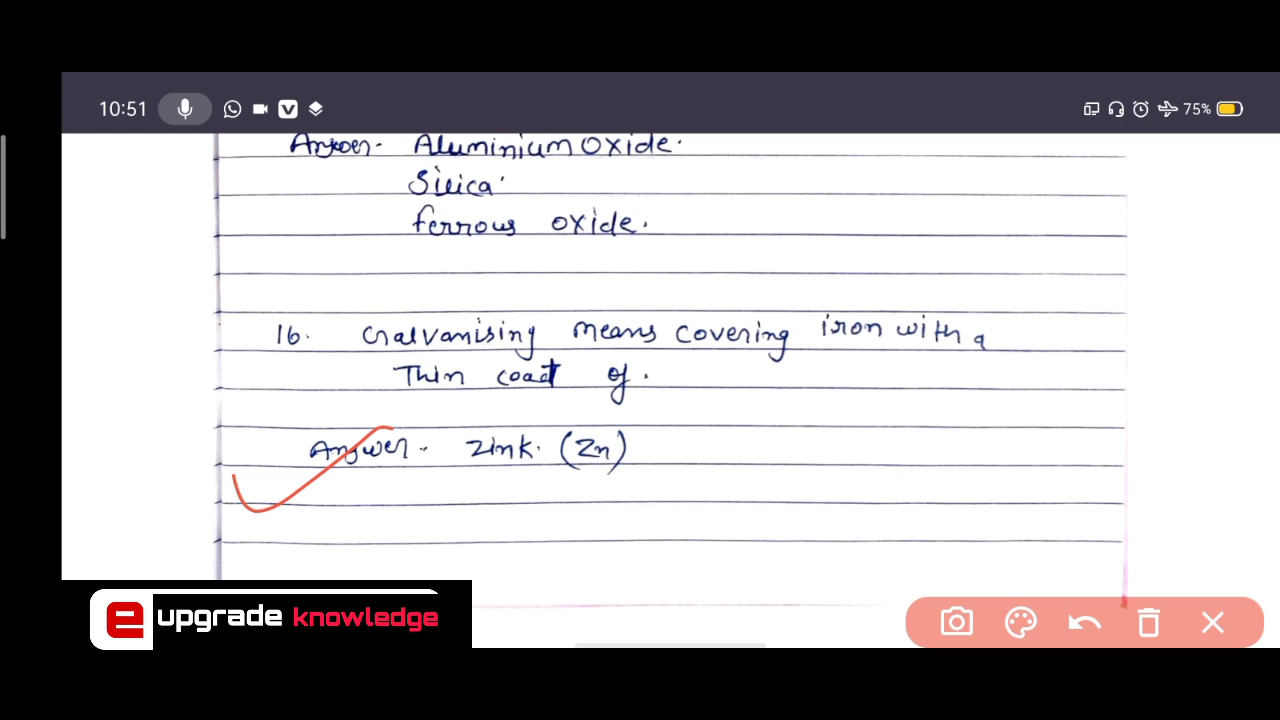 10:51 V 75%
Answer. Aluminium Oxide.
Silica
ferrous oxide.
16. Galvanising means covering iron with a
Thin coat of.
Answer.. Zink. (Zn)
e upgrade knowledge